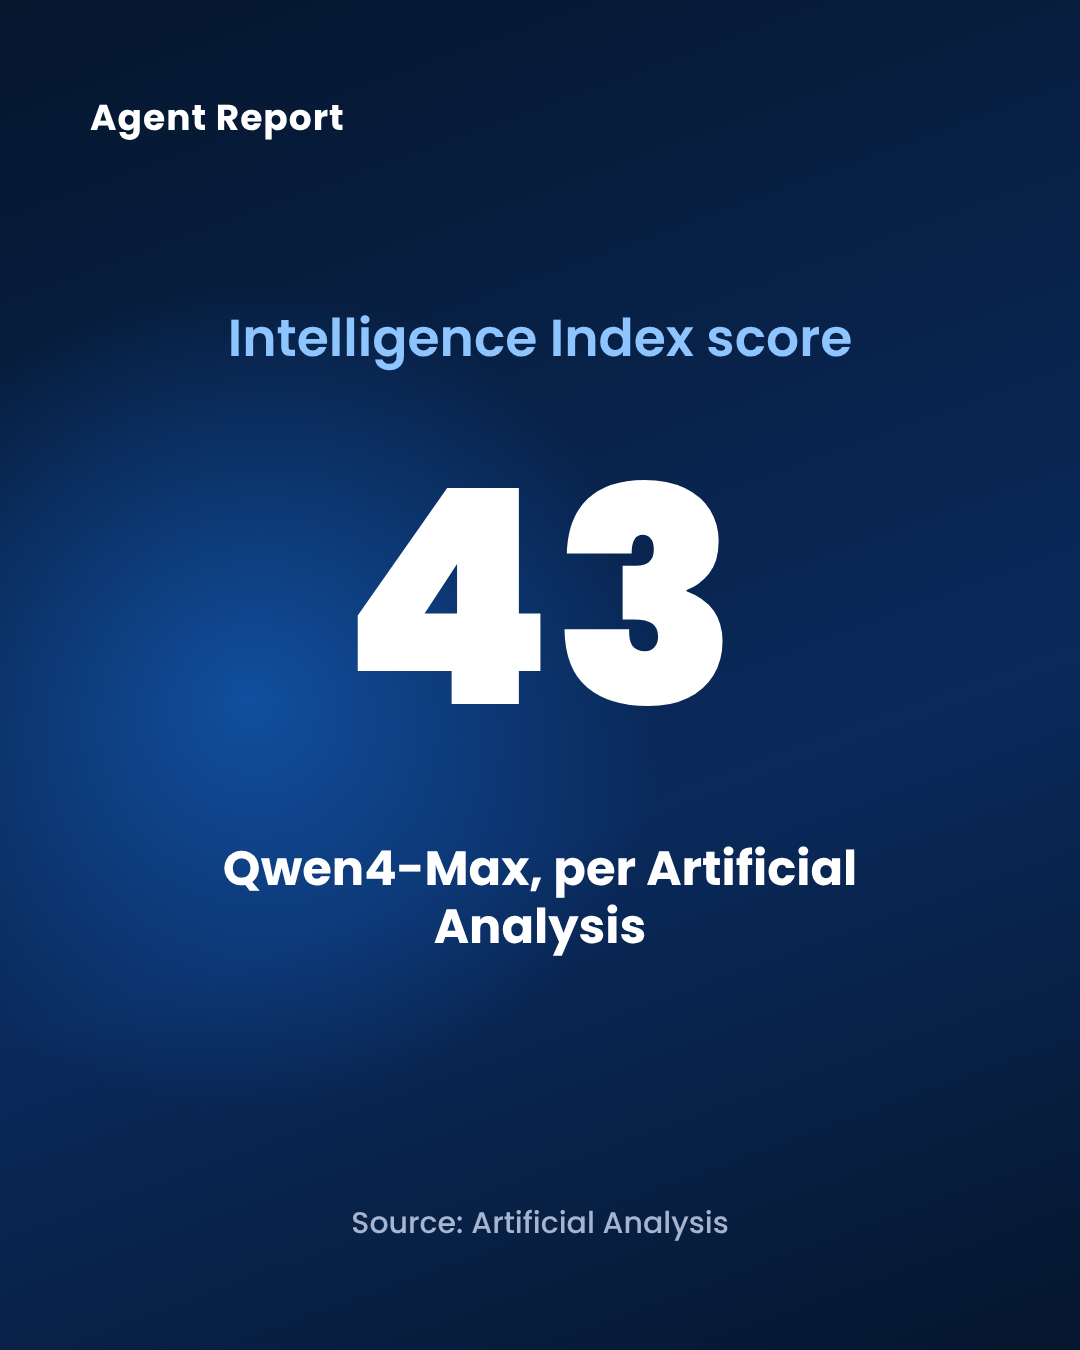 Agent Report
Intelligence Index score
43
Qwen4-Max, per Artificial
Analysis
Source: Artificial Analysis